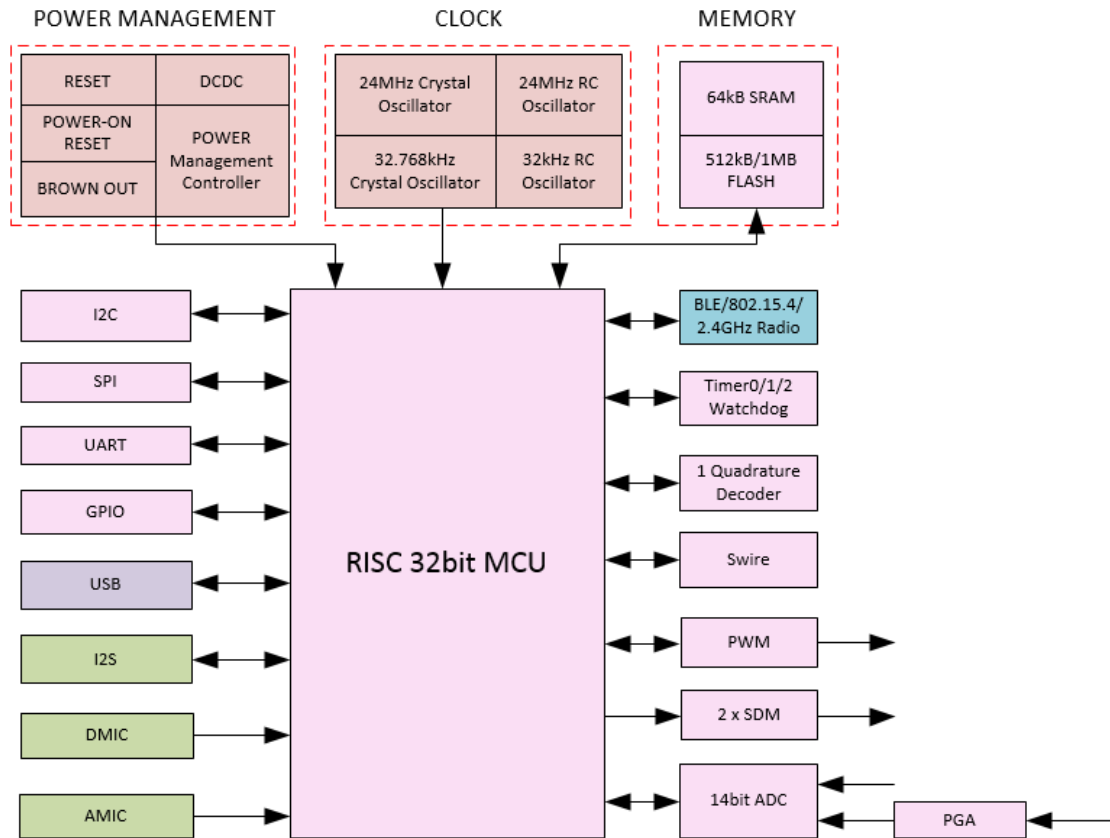 POWER MANAGEMENT
CLOCK
MEMORY
RESET
DCDC
POWER-ON
RESET
POWER
Management
Controller
BROWN OUT
24MHz Crystal
Oscillator
24MHz RC
Oscillator
32.768kHz
Crystal Oscillator
32kHz RC
Oscillator
64kB SRAM
512kB/1MB
FLASH
I2C
SPI
UART
GPIO
USB
I2S
DMIC
AMIC
RISC 32bit MCU
BLE/802.15.4/
2.4GHz Radio
Timer0/1/2
Watchdog
1 Quadrature
Decoder
Swire
PWM
2 x SDM
14bit ADC
PGA